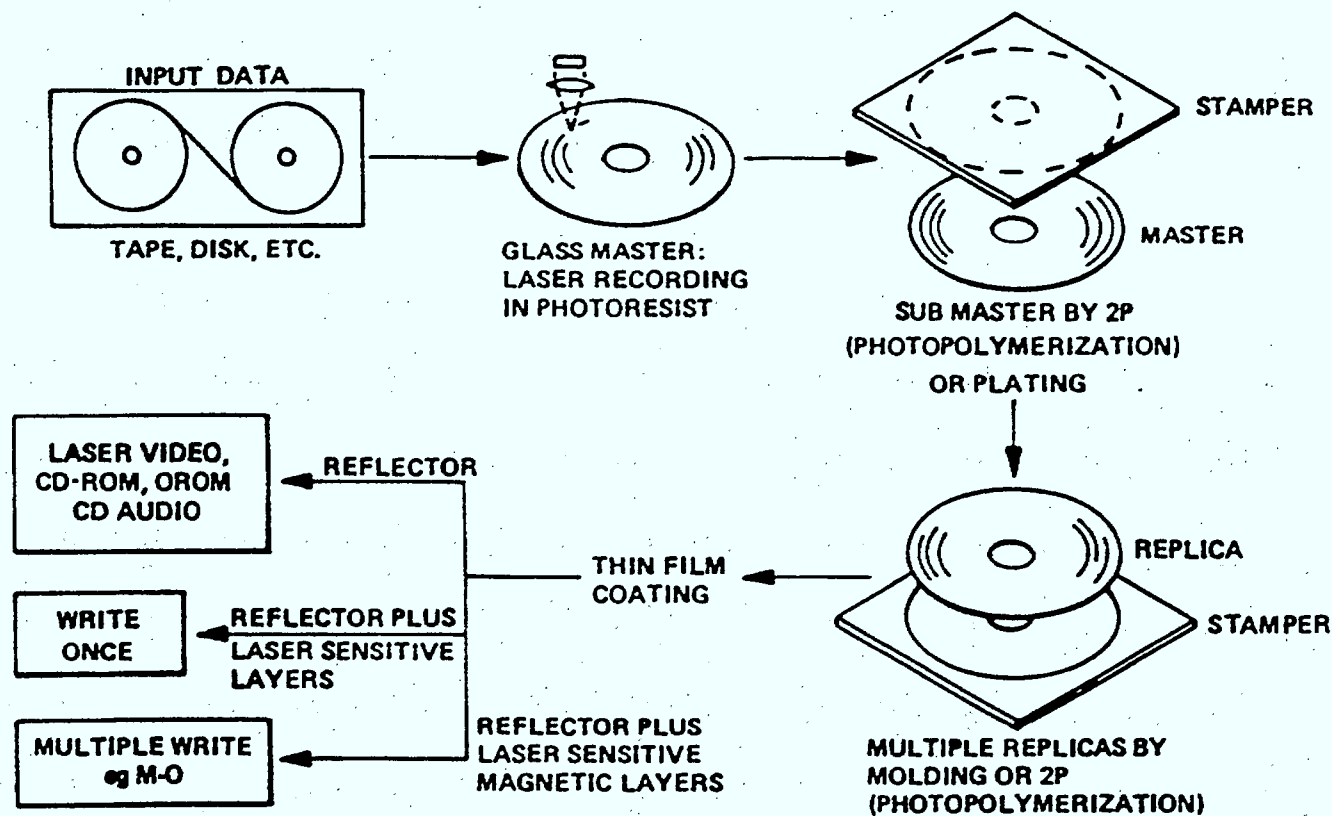 INPUT DATA
TAPE, DISK, ETC.
GLASS MASTER:
LASER RECORDING
IN PHOTORESIST
STAMPER
MASTER
SUB MASTER BY 2P
(PHOTOPOLYMERIZATION)
OR PLATING
REPLICA
STAMPER
MULTIPLE REPLICAS BY
MOLDING OR 2P
(PHOTOPOLYMERIZATION)
THIN FILM
COATING
REFLECTOR
LASER VIDEO,
CD-ROM, OROM
CD AUDIO
REFLECTOR PLUS
LASER SENSITIVE
LAYERS
WRITE
ONCE
REFLECTOR PLUS
LASER SENSITIVE
MAGNETIC LAYERS
MULTIPLE WRITE
eg M-O